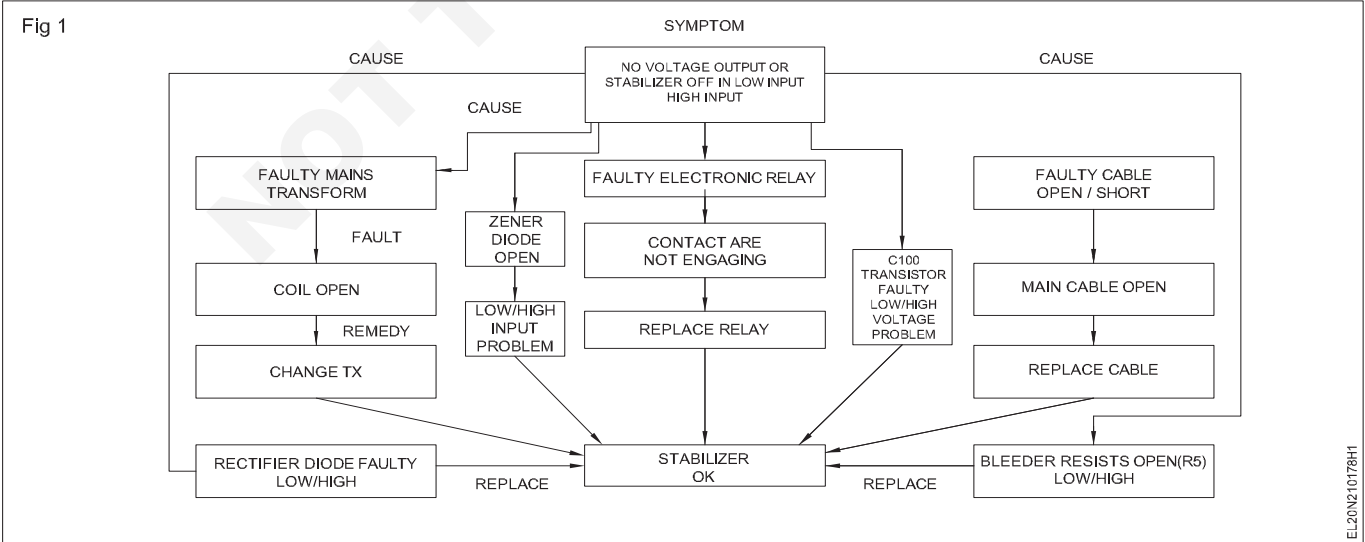 Fig 1
SYMPTOM
CAUSE
NO VOLTAGE OUTPUT OR
STABILIZER OFF IN LOW INPUT
HIGH INPUT
CAUSE
CAUSE
FAULTY MAINS
TRANSFORM
FAULT
COIL OPEN
REMEDY
CHANGE TX
ZENER
DIODE
OPEN
LOW/HIGH
INPUT
PROBLEM
FAULTY ELECTRONIC RELAY
CONTACT ARE
NOT ENGAGING
REPLACE RELAY
C100
TRANSISTOR
FAULTY
LOW/HIGH
VOLTAGE
PROBLEM
FAULTY CABLE
OPEN / SHORT
MAIN CABLE OPEN
REPLACE CABLE
RECTIFIER DIODE FAULTY
LOW/HIGH
REPLACE
STABILIZER
OK
REPLACE
BLEEDER RESISTS OPEN(R5)
LOW/HIGH
EL20N210178H1
NOT